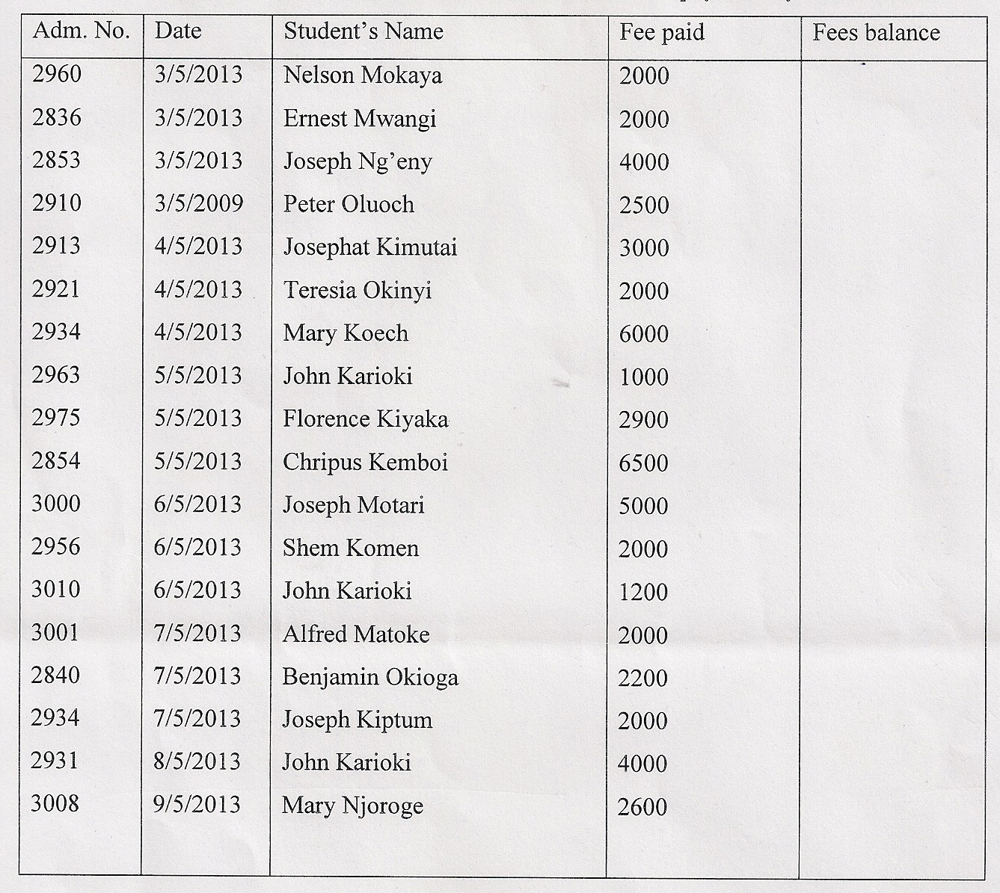 Adm. No. Date Student's Name Fee paid Fees balance
2960 3/5/2013 Nelson Mokaya 2000
2836 3/5/2013 Ernest Mwangi 2000
2853 3/5/2013 Joseph Ng'eny 4000
2910 3/5/2009 Peter Oluoch 2500
2913 4/5/2013 Josephat Kimutai 3000
2921 4/5/2013 Teresia Okinyi 2000
2934 4/5/2013 Mary Koech 6000
2963 5/5/2013 John Karioki 1000
2975 5/5/2013 Florence Kiyaka 2900
2854 5/5/2013 Chripus Kemboi 6500
3000 6/5/2013 Joseph Motari 5000
2956 6/5/2013 Shem Komen 2000
3010 6/5/2013 John Karioki 1200
3001 7/5/2013 Alfred Matoke 2000
2840 7/5/2013 Benjamin Okioga 2200
2934 7/5/2013 Joseph Kiptum 2000
2931 8/5/2013 John Karioki 4000
3008 9/5/2013 Mary Njoroge 2600